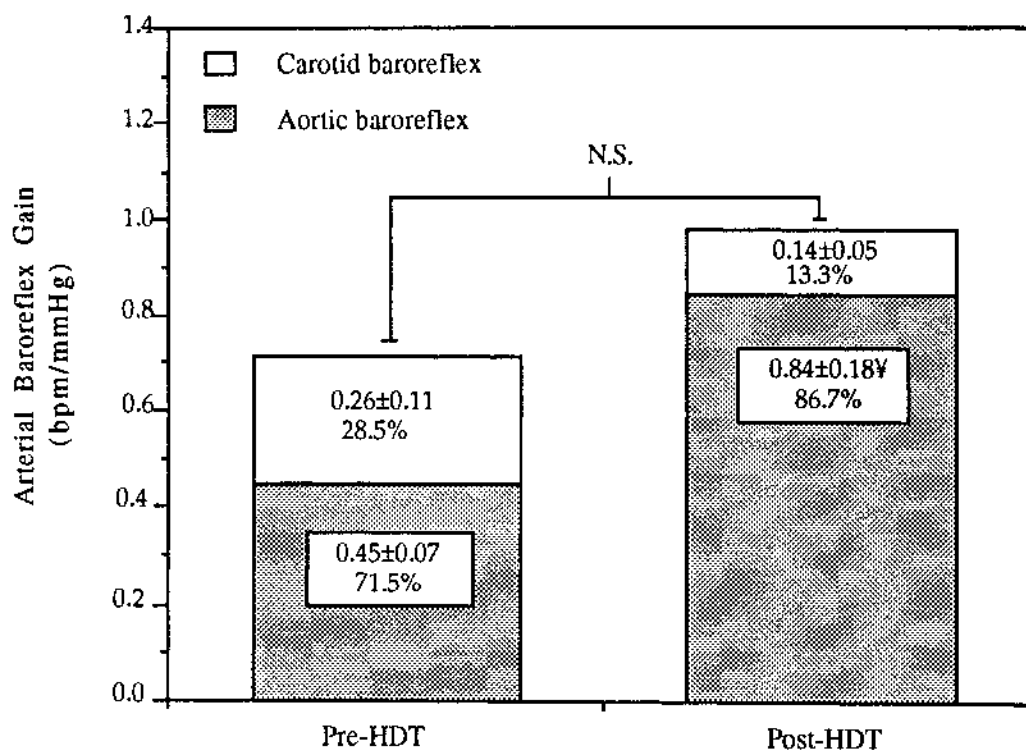 Arterial Baroreflex Gain
(bpm/mmHg)
1.4
1.2
1.0
0.8
0.6
0.4
0.2
0.0
Carotid baroreflex
Aortic baroreflex
N.S.
0.26±0.11
28.5%
0.45±0.07
71.5%
0.14±0.05
13.3%
0.84±0.18¥
86.7%
Pre-HDT
Post-HDT